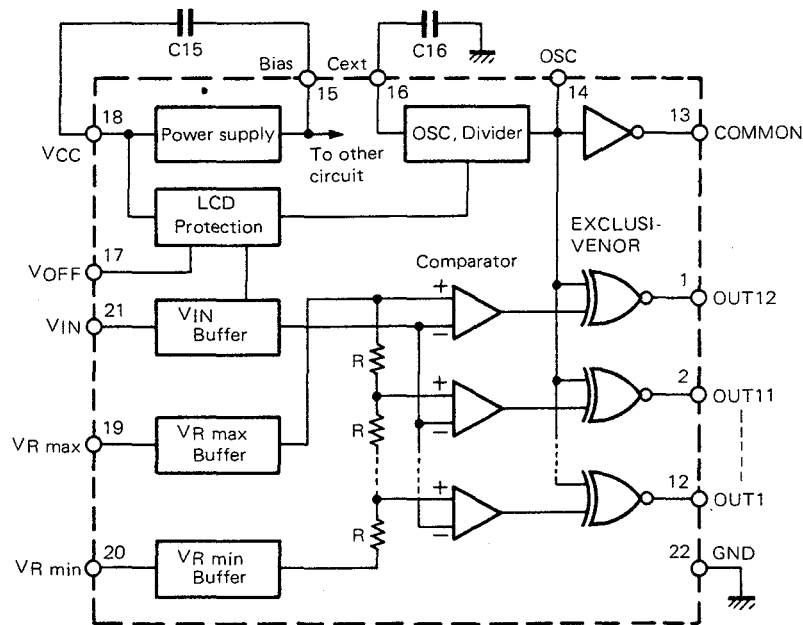 C15
C16
Bias
Cext
OSC
15
16
14
18
VCC
Power supply
To other
circuit
OSC, Divider
13
COMMON
LCD
Protection
17
VOFF
EXCLUSI-
VENOR
Comparator
21
VIN
VIN
Buffer
+
−
1
OUT12
R
+
−
2
OUT11
19
VR max
VR max
Buffer
R
+
−
12
OUT1
R
20
VR min
VR min
Buffer
22
GND